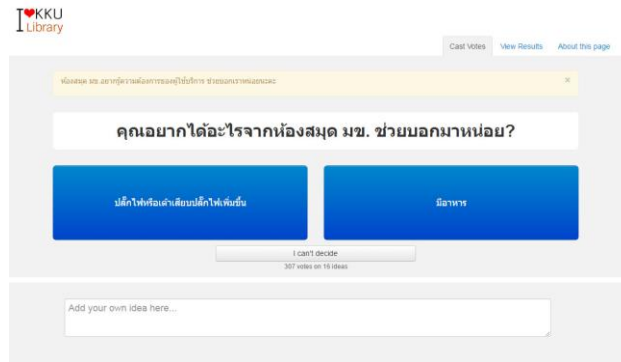 I❤KKU
Library
Cast Votes View Results About this page
ห้องสมุด มข. อยากรู้ความต้องการของผู้ใช้บริการ ช่วยบอกเราหน่อยนะคะ ×
คุณอยากได้อะไรจากห้องสมุด มข. ช่วยบอกมาหน่อย?
ปลั๊กไฟหรือเต้าเสียบปลั๊กไฟเพิ่มขึ้น มีอาหาร
I can't decide
307 votes on 16 ideas
Add your own idea here...